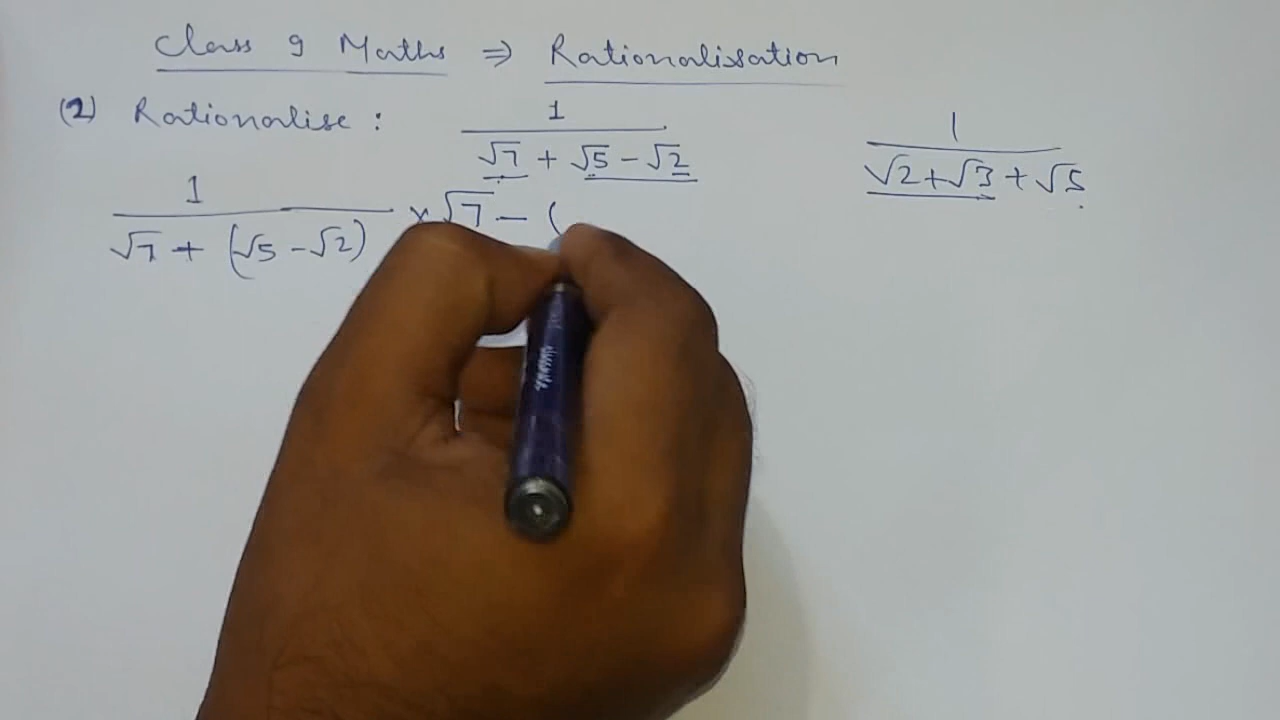 Class 9 Maths ⇒ Rationalisation
(2) Rationalise : 1 / (√7 + √5 - √2)
1 / (√2 + √3 + √5)
1 / (√7 + (√5 - √2)) × √7 - (